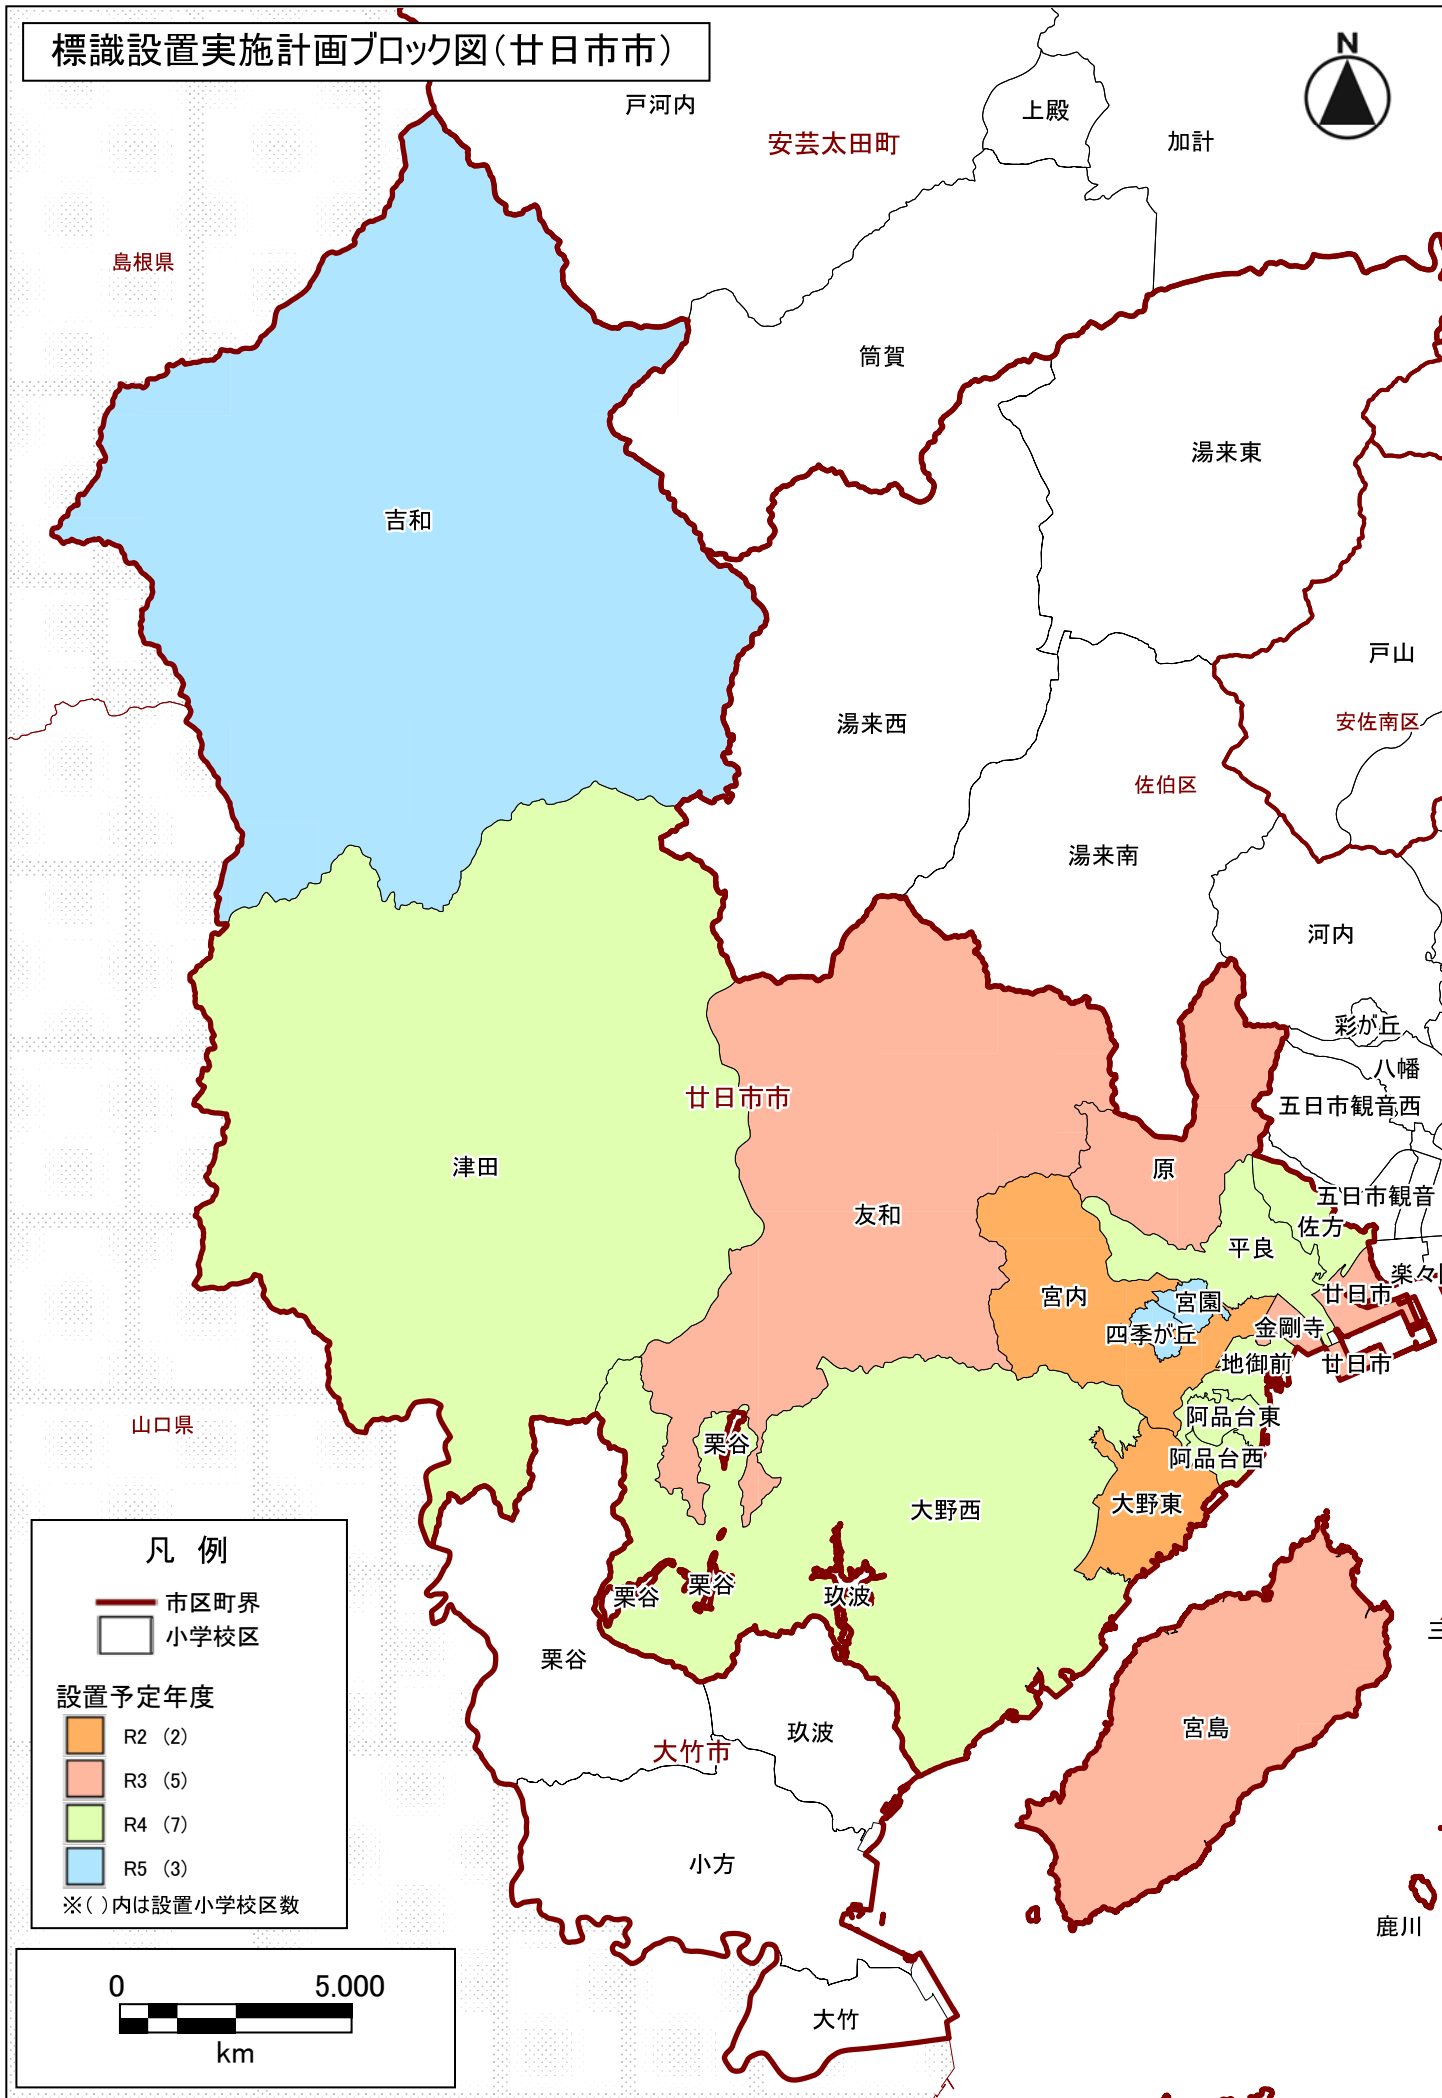 標識設置実施計画ブロック図（廿日市市）
N
戸河内
上殿
加計
安芸太田町
島根県
筒賀
湯来東
吉和
戸山
安佐南区
湯来西
佐伯区
湯来南
河内
彩が丘
八幡
五日市観音西
廿日市市
津田
原
五日市観音
友和
佐方
平良
楽々
廿日市
宮内
宮園
四季が丘
金剛寺
地御前
廿日市
山口県
阿品台東
栗谷
阿品台西
大野西
大野東
栗谷
栗谷
玖波
栗谷
宮島
玖波
大竹市
小方
鹿川
大竹
凡 例
市区町界
小学校区
設置予定年度
R2 (2)
R3 (5)
R4 (7)
R5 (3)
※( )内は設置小学校区数
0 5.000
km